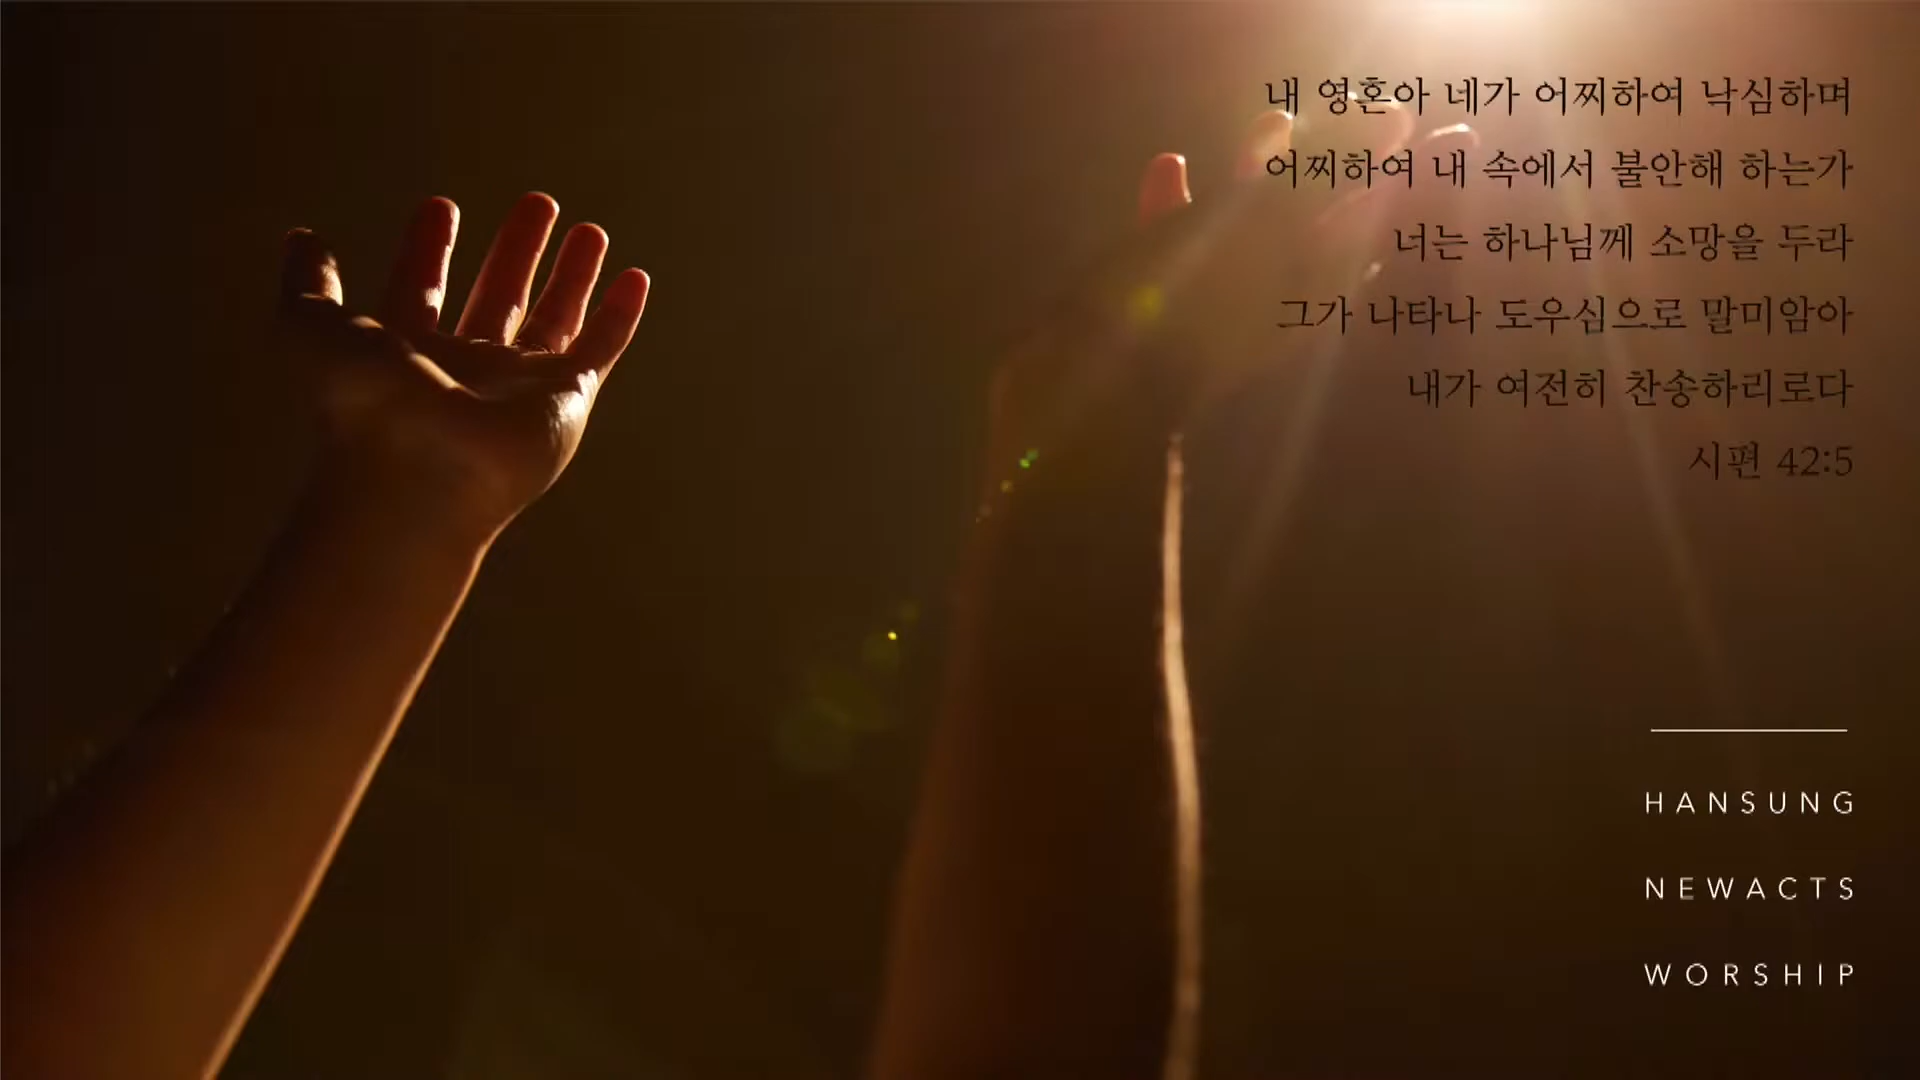 내 영혼아 네가 어찌하여 낙심하며
어찌하여 내 속에서 불안해 하는가
너는 하나님께 소망을 두라
그가 나타나 도우심으로 말미암아
내가 여전히 찬송하리로다
시편 42:5
HANSUNG
NEWACTS
WORSHIP